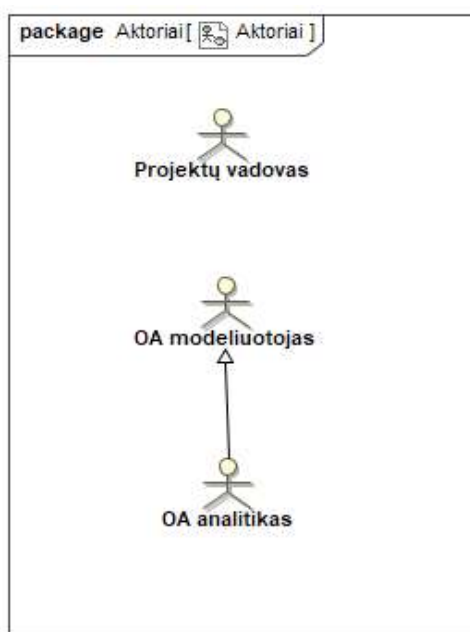 package Aktoriai[ Aktoriai ]
Projektų vadovas
OA modeliuotojas
OA analitikas